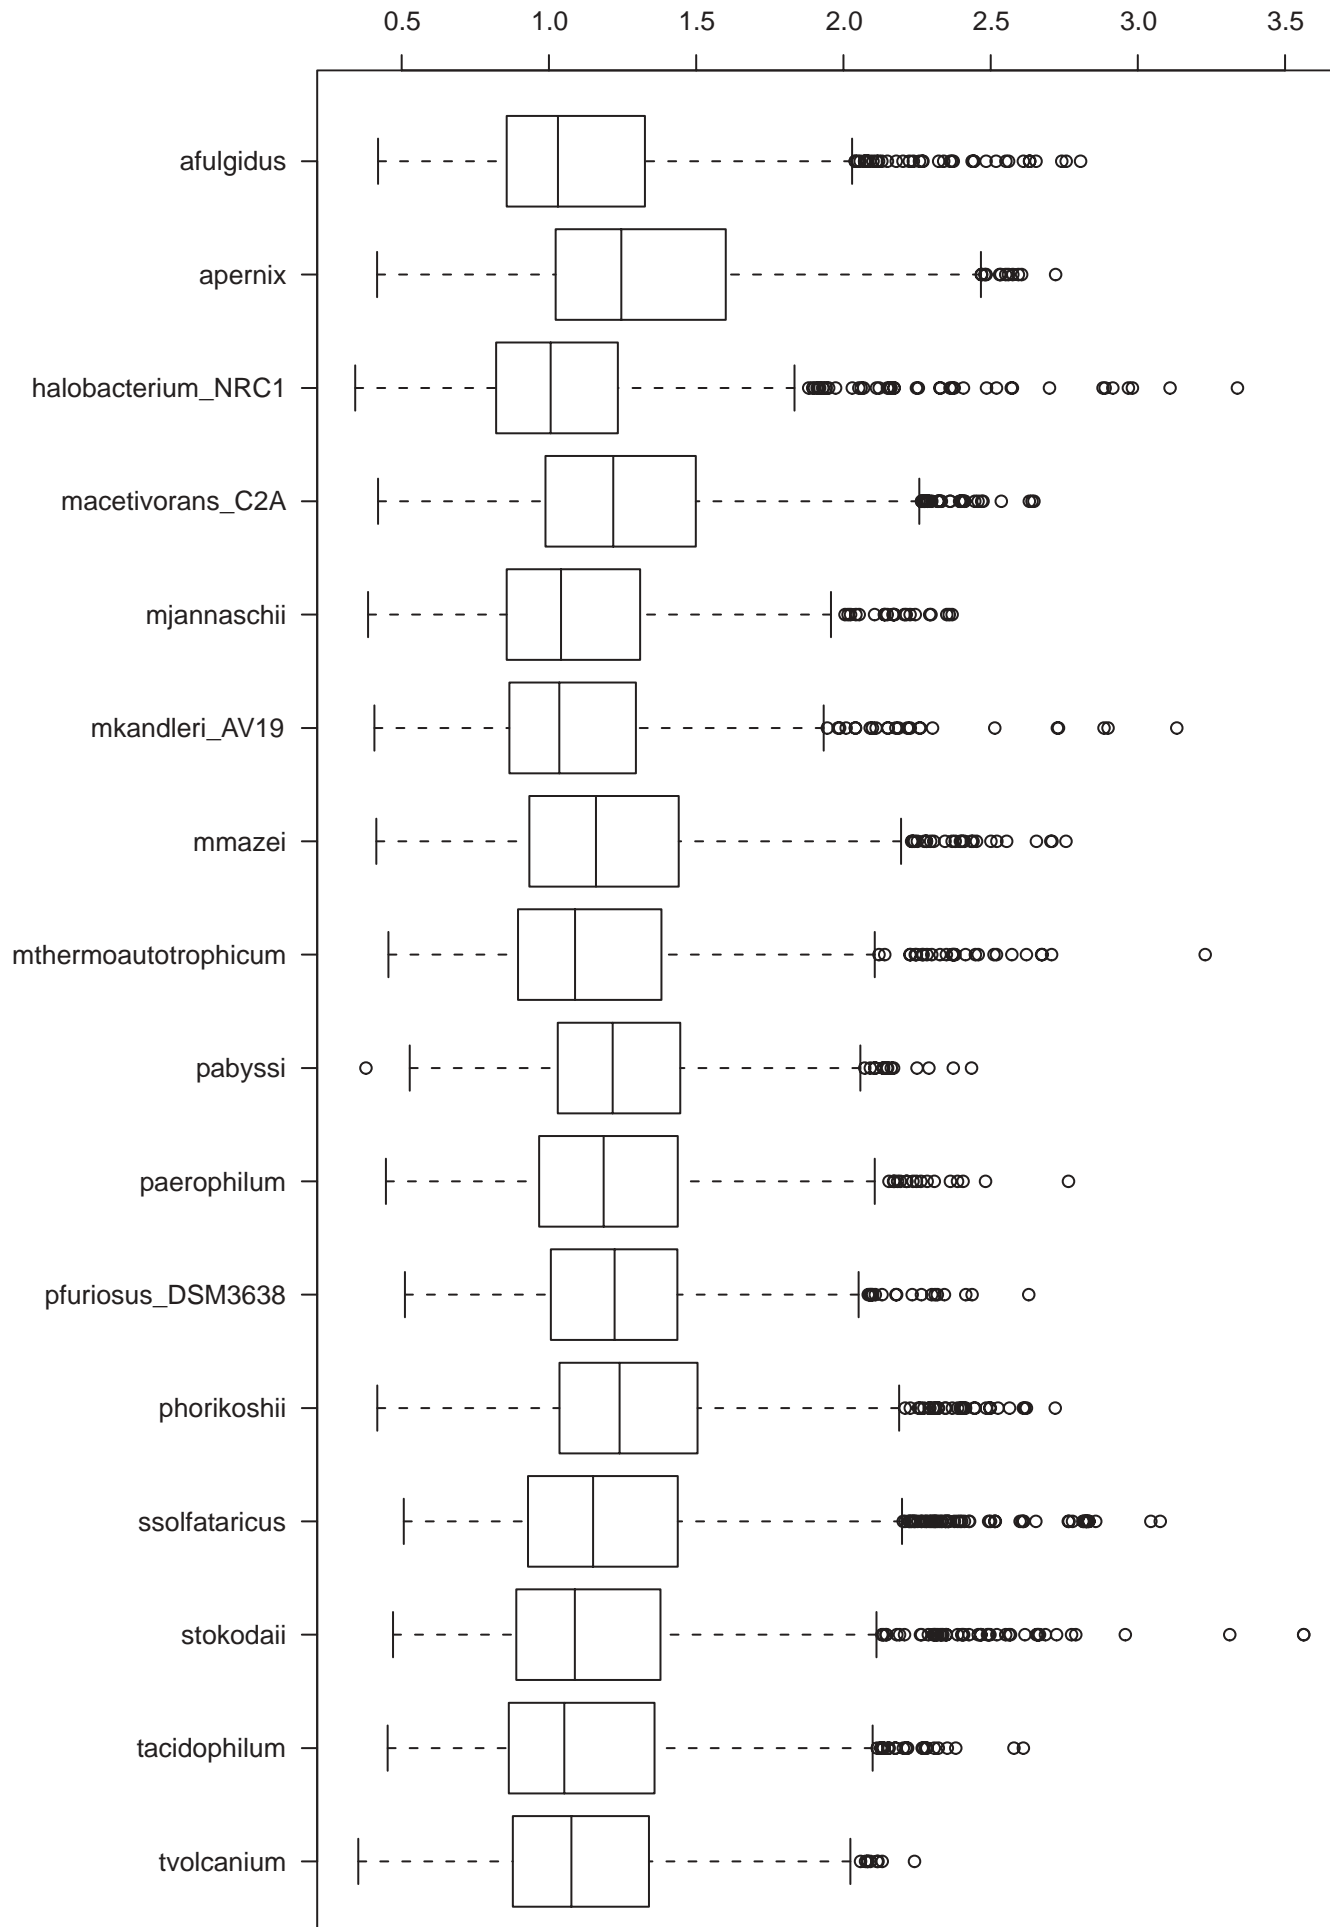 0.5 1.0 1.5 2.0 2.5 3.0 3.5
afulgidus
apernix
halobacterium_NRC1
macetivorans_C2A
mjannaschii
mkandleri_AV19
mmazei
mthermoautotrophicum
pabyssi
paerophilum
pfuriosus_DSM3638
phorikoshii
ssolfataricus
stokodaii
tacidophilum
tvolcanium